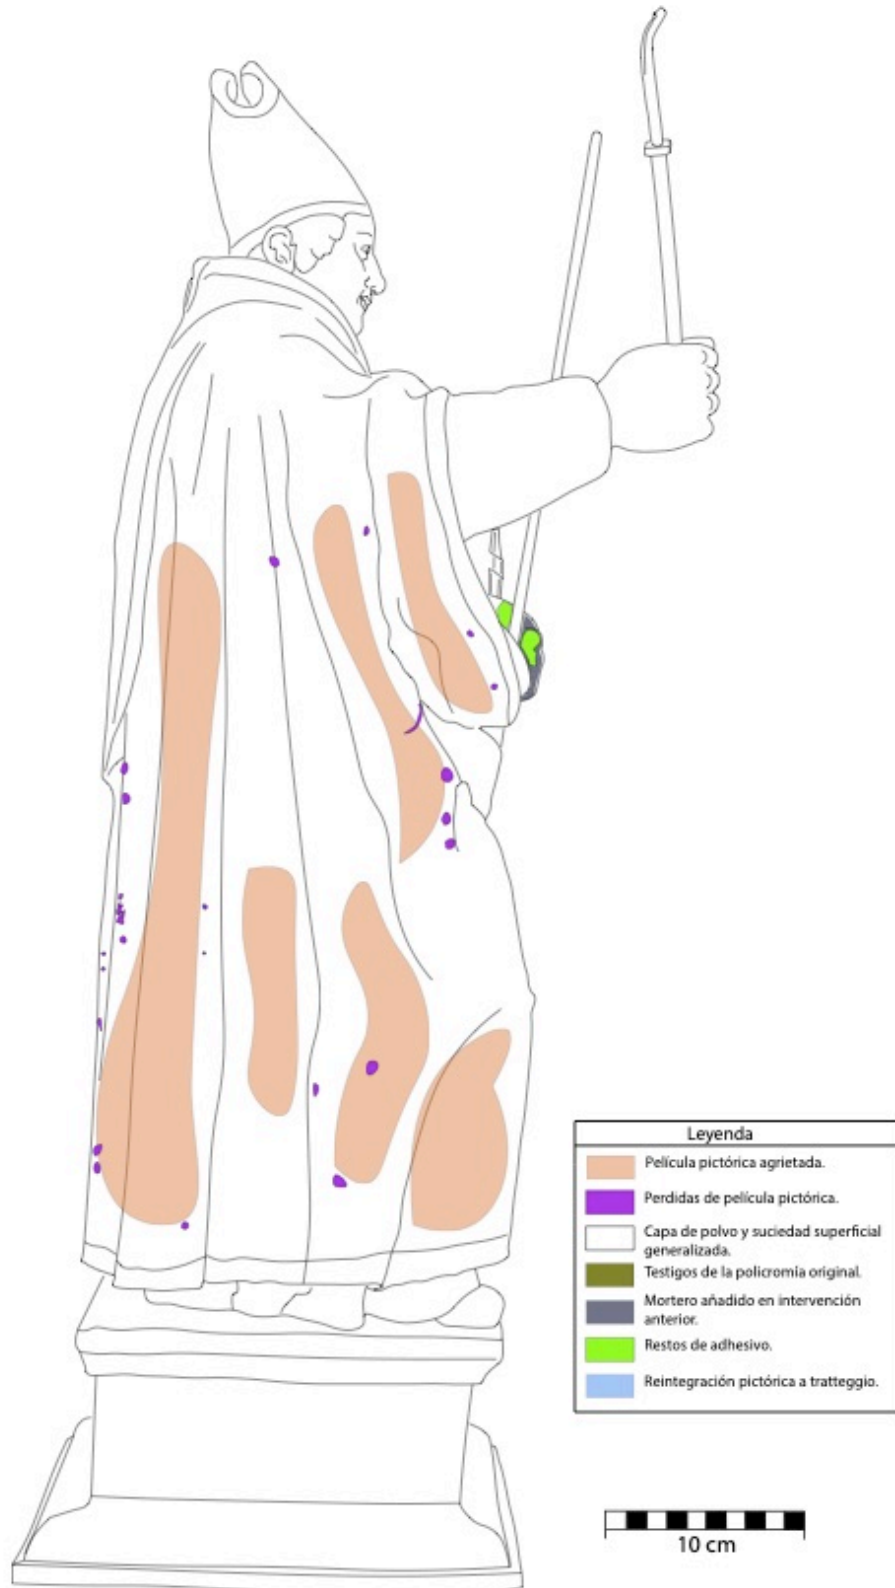 Leyenda
Película pictórica agrietada.
Perdidas de película pictórica.
Capa de polvo y suciedad superficial
generalizada.
Testigos de la policromía original.
Mortero añadido en intervención
anterior.
Restos de adhesivo.
Reintegración pictórica a tratteggio.
10 cm